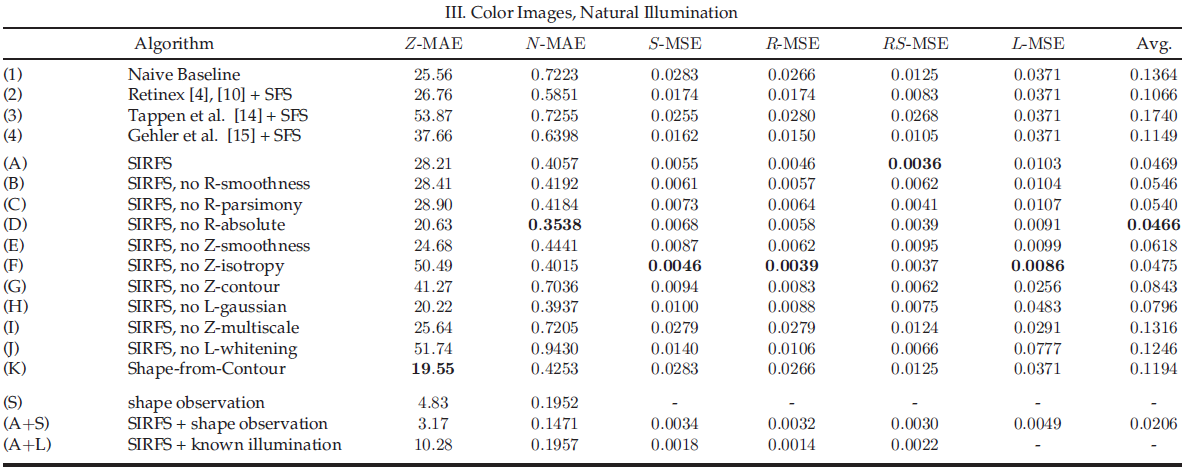 III. Color Images, Natural Illumination
Algorithm Z-MAE N-MAE S-MSE R-MSE RS-MSE L-MSE Avg.
(1) Naive Baseline 25.56 0.7223 0.0283 0.0266 0.0125 0.0371 0.1364
(2) Retinex [4], [10] + SFS 26.76 0.5851 0.0174 0.0174 0.0083 0.0371 0.1066
(3) Tappen et al. [14] + SFS 53.87 0.7255 0.0255 0.0280 0.0268 0.0371 0.1740
(4) Gehler et al. [15] + SFS 37.66 0.6398 0.0162 0.0150 0.0105 0.0371 0.1149
(A) SIRFS 28.21 0.4057 0.0055 0.0046 0.0036 0.0103 0.0469
(B) SIRFS, no R-smoothness 28.41 0.4192 0.0061 0.0057 0.0062 0.0104 0.0546
(C) SIRFS, no R-parsimony 28.90 0.4184 0.0073 0.0064 0.0041 0.0107 0.0540
(D) SIRFS, no R-absolute 20.63 0.3538 0.0068 0.0058 0.0039 0.0091 0.0466
(E) SIRFS, no Z-smoothness 24.68 0.4441 0.0087 0.0062 0.0095 0.0099 0.0618
(F) SIRFS, no Z-isotropy 50.49 0.4015 0.0046 0.0039 0.0037 0.0086 0.0475
(G) SIRFS, no Z-contour 41.27 0.7036 0.0094 0.0083 0.0062 0.0256 0.0843
(H) SIRFS, no L-gaussian 20.22 0.3937 0.0100 0.0088 0.0075 0.0483 0.0796
(I) SIRFS, no Z-multiscale 25.64 0.7205 0.0279 0.0279 0.0124 0.0291 0.1316
(J) SIRFS, no L-whitening 51.74 0.9430 0.0140 0.0106 0.0066 0.0777 0.1246
(K) Shape-from-Contour 19.55 0.4253 0.0283 0.0266 0.0125 0.0371 0.1194
(S) shape observation 4.83 0.1952 - - - - -
(A+S) SIRFS + shape observation 3.17 0.1471 0.0034 0.0032 0.0030 0.0049 0.0206
(A+L) SIRFS + known illumination 10.28 0.1957 0.0018 0.0014 0.0022 - -